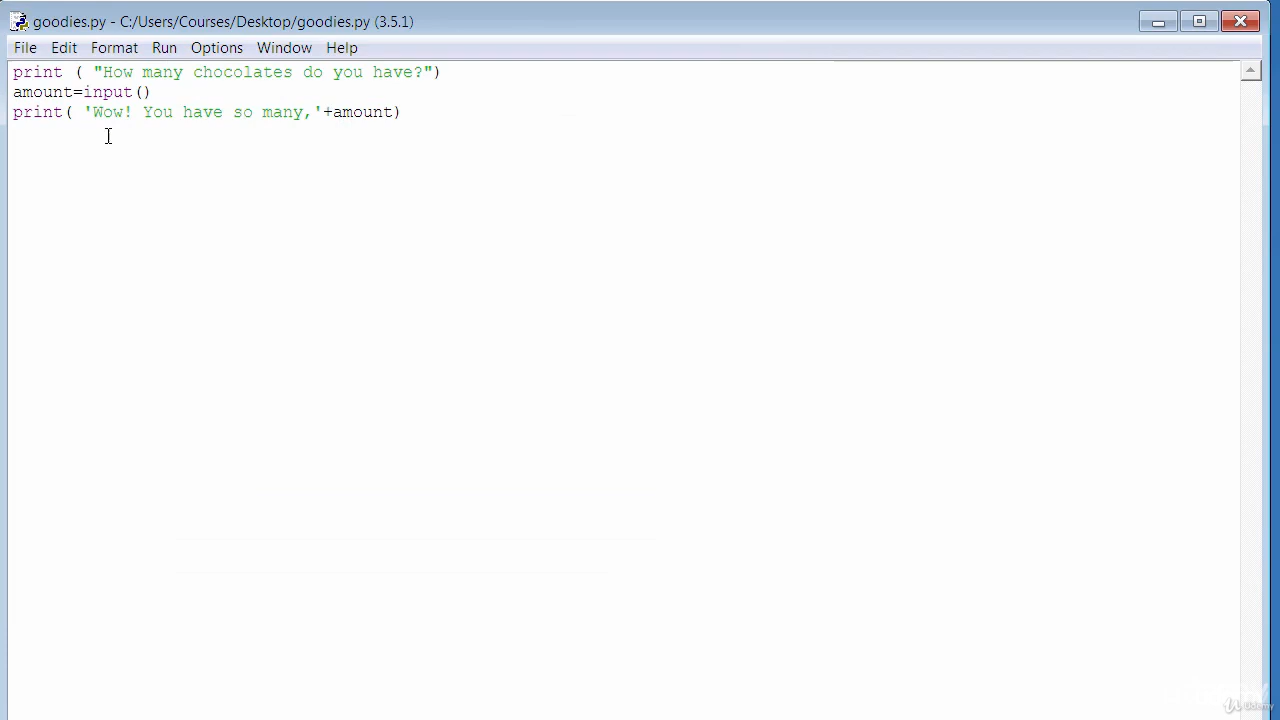 goodies.py - C:/Users/Courses/Desktop/goodies.py (3.5.1)
File Edit Format Run Options Window Help
print ( "How many chocolates do you have?")
amount=input()
print( 'Wow! You have so many,'+amount)
Udemy